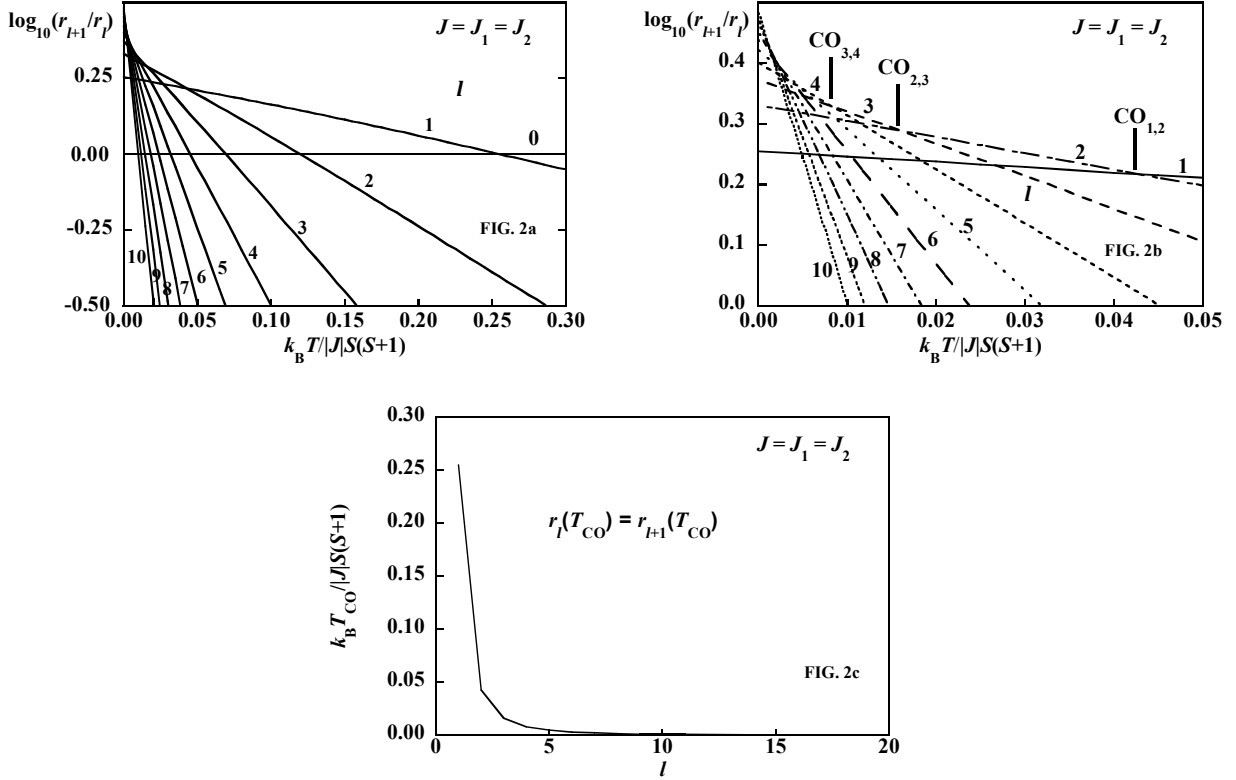 log10(rl+1/rl)
J = J1 = J2
0.25
0.00
-0.25
-0.50
l
0
1
2
3
4
5
6
7
8
9
10
FIG. 2a
0.00 0.05 0.10 0.15 0.20 0.25 0.30
kBT/|J|S(S+1)
log10(rl+1/rl)
J = J1 = J2
0.4
0.3
0.2
0.1
0.0
CO3,4
CO2,3
CO1,2
4
3
2
1
l
5
6
7
8
9
10
FIG. 2b
0.00 0.01 0.02 0.03 0.04 0.05
kBT/|J|S(S+1)
0.30
0.25
0.20
0.15
0.10
0.05
0.00
kBTCO/|J|S(S+1)
J = J1 = J2
rl(TCO) = rl+1(TCO)
FIG. 2c
0 5 10 15 20
l